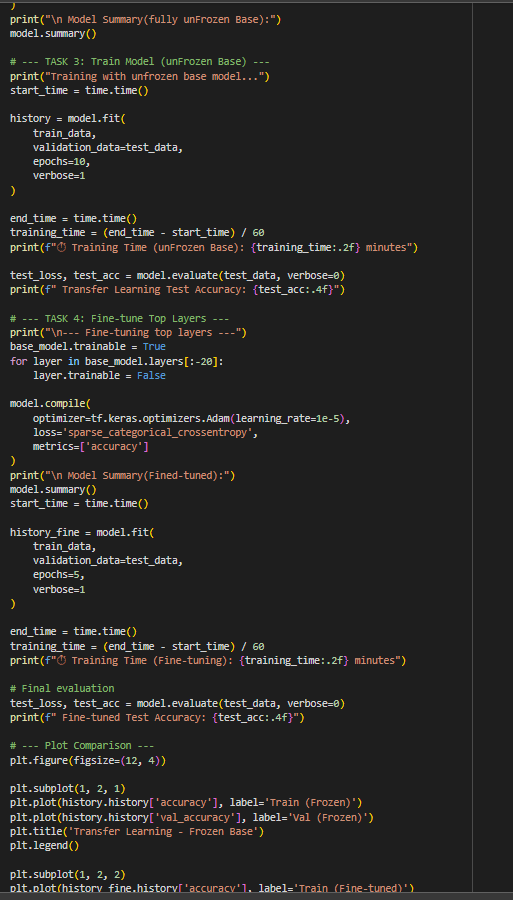 )
print("\n Model Summary(fully unFrozen Base):")
model.summary()
# --- TASK 3: Train Model (unFrozen Base) ---
print("Training with unfrozen base model...")
start_time = time.time()
history = model.fit(
    train_data,
    validation_data=test_data,
    epochs=10,
    verbose=1
)
end_time = time.time()
training_time = (end_time - start_time) / 60
print(f"⏱ Training Time (unFrozen Base): {training_time:.2f} minutes")
test_loss, test_acc = model.evaluate(test_data, verbose=0)
print(f" Transfer Learning Test Accuracy: {test_acc:.4f}")
# --- TASK 4: Fine-tune Top Layers ---
print("\n--- Fine-tuning top layers ---")
base_model.trainable = True
for layer in base_model.layers[:-20]:
    layer.trainable = False
model.compile(
    optimizer=tf.keras.optimizers.Adam(learning_rate=1e-5),
    loss='sparse_categorical_crossentropy',
    metrics=['accuracy']
)
print("\n Model Summary(Fined-tuned):")
model.summary()
start_time = time.time()
history_fine = model.fit(
    train_data,
    validation_data=test_data,
    epochs=5,
    verbose=1
)
end_time = time.time()
training_time = (end_time - start_time) / 60
print(f"⏱ Training Time (Fine-tuning): {training_time:.2f} minutes")
# Final evaluation
test_loss, test_acc = model.evaluate(test_data, verbose=0)
print(f" Fine-tuned Test Accuracy: {test_acc:.4f}")
# --- Plot Comparison ---
plt.figure(figsize=(12, 4))
plt.subplot(1, 2, 1)
plt.plot(history.history['accuracy'], label='Train (Frozen)')
plt.plot(history.history['val_accuracy'], label='Val (Frozen)')
plt.title('Transfer Learning - Frozen Base')
plt.legend()
plt.subplot(1, 2, 2)
plt.plot(history_fine.history['accuracy'], label='Train (Fine-tuned)')